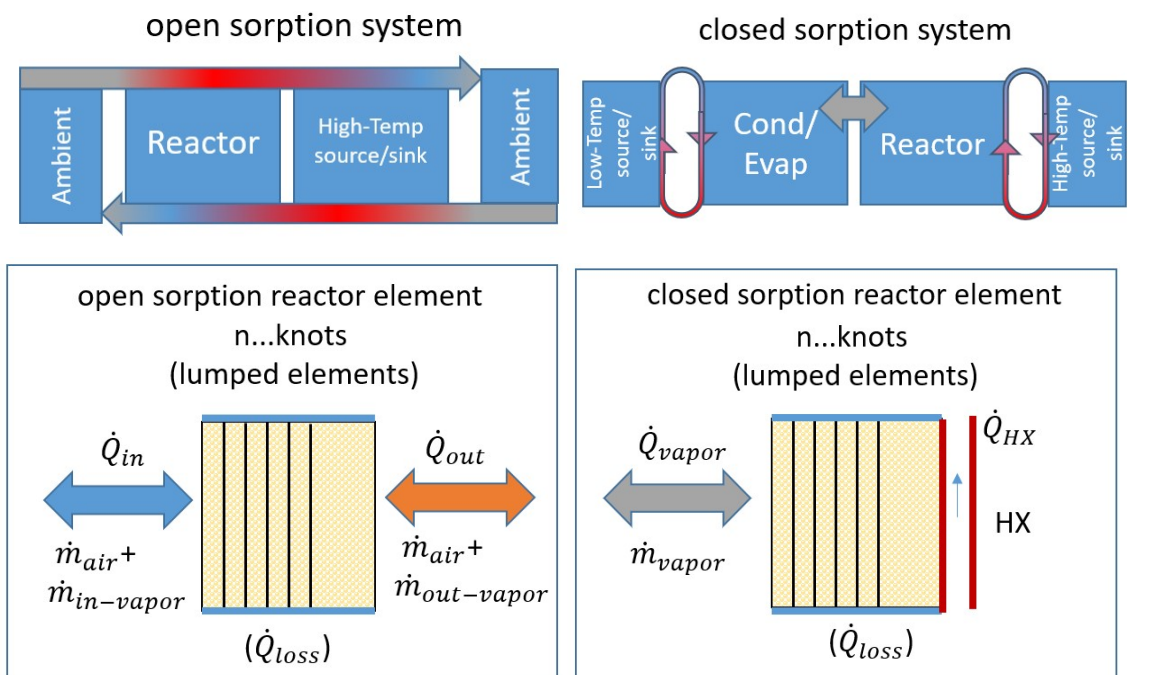 open sorption system
Ambient
Reactor
High-Temp
source/sink
Ambient
closed sorption system
Low-Temp
source/
sink
Cond/
Evap
Reactor
High-Temp
source/
sink
open sorption reactor element
n...knots
(lumped elements)
Q̇in
ṁair+
ṁin−vapor
Q̇out
ṁair+
ṁout−vapor
(Q̇loss)
closed sorption reactor element
n...knots
(lumped elements)
Q̇vapor
ṁvapor
Q̇HX
HX
(Q̇loss)